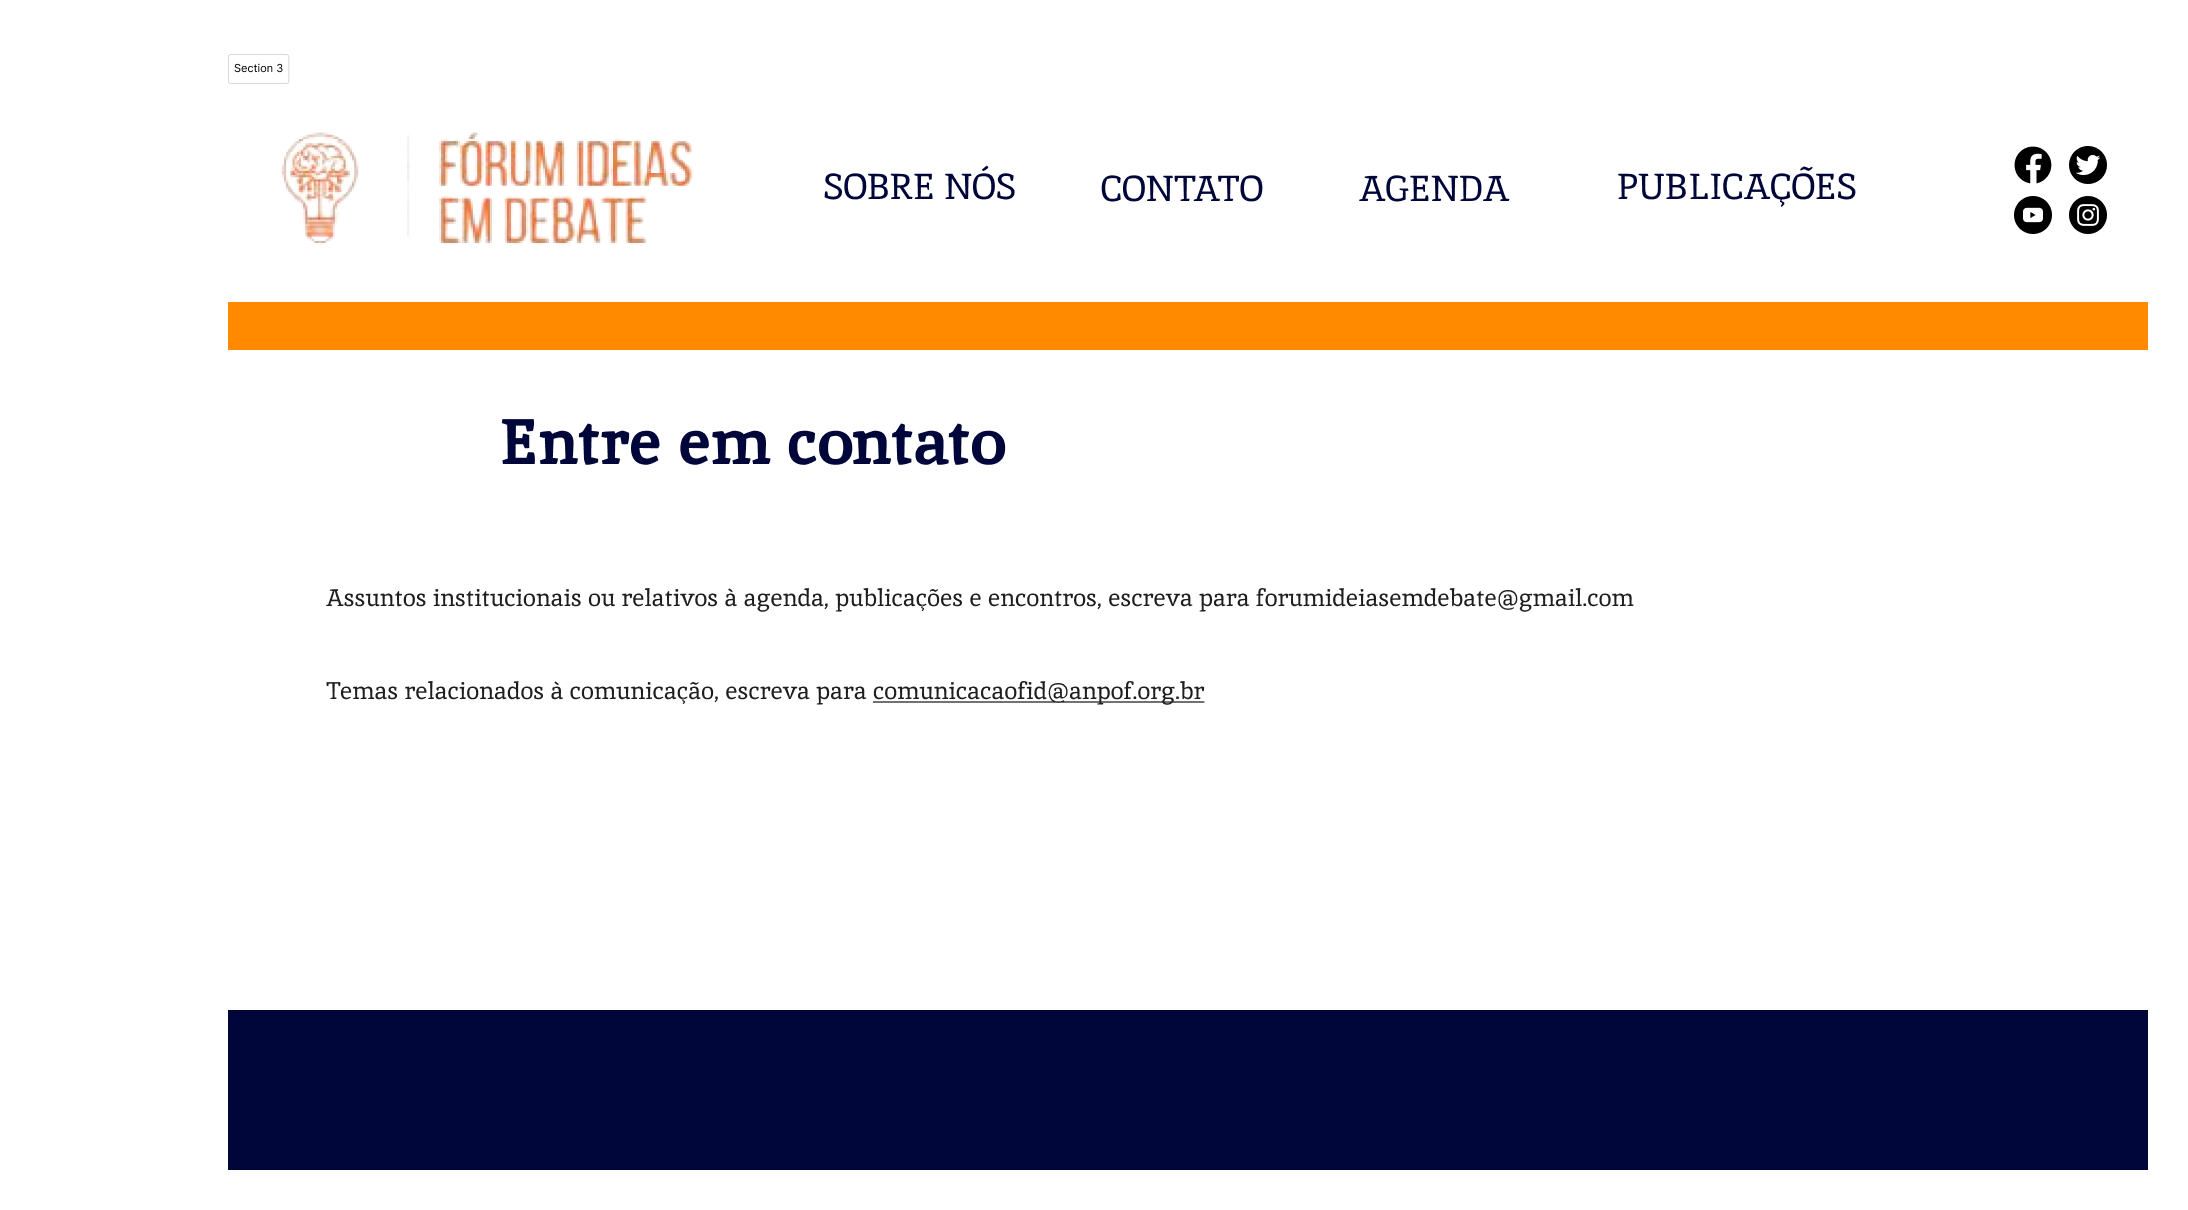 Section 3
FÓRUM IDEIAS
EM DEBATE
SOBRE NÓS
CONTATO
AGENDA
PUBLICAÇÕES
Entre em contato
Assuntos institucionais ou relativos à agenda, publicações e encontros, escreva para forumideiasemdebate@gmail.com
Temas relacionados à comunicação, escreva para comunicacaofid@anpof.org.br